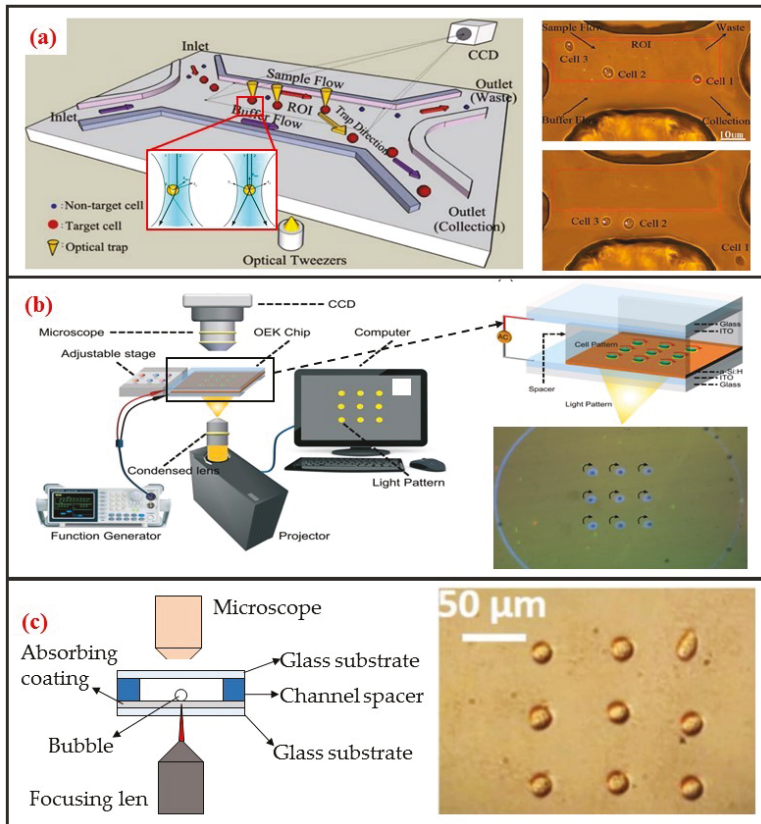 (a)
Inlet
CCD
Sample Flow
Outlet
(Waste)
Inlet
Buffer Flow
ROI
Trap Direction
: Non-target cell
: Target cell
: Optical trap
Outlet
(Collection)
Optical Tweezers
Sample Flow
ROI
Waste
Cell 3
Cell 2
Cell 1
Buffer Flow
Collection
10um
Cell 3
Cell 2
Cell 1
(b)
CCD
Microscope
OEK Chip
Computer
Adjustable stage
Condensed lens
Light Pattern
Function Generator
Projector
AC
Glass
ITO
Cell Pattern
Spacer
a-Si:H
ITO
Glass
Light Pattern
(c)
Microscope
Absorbing
coating
Glass substrate
Channel spacer
Bubble
Glass substrate
Focusing len
50 μm